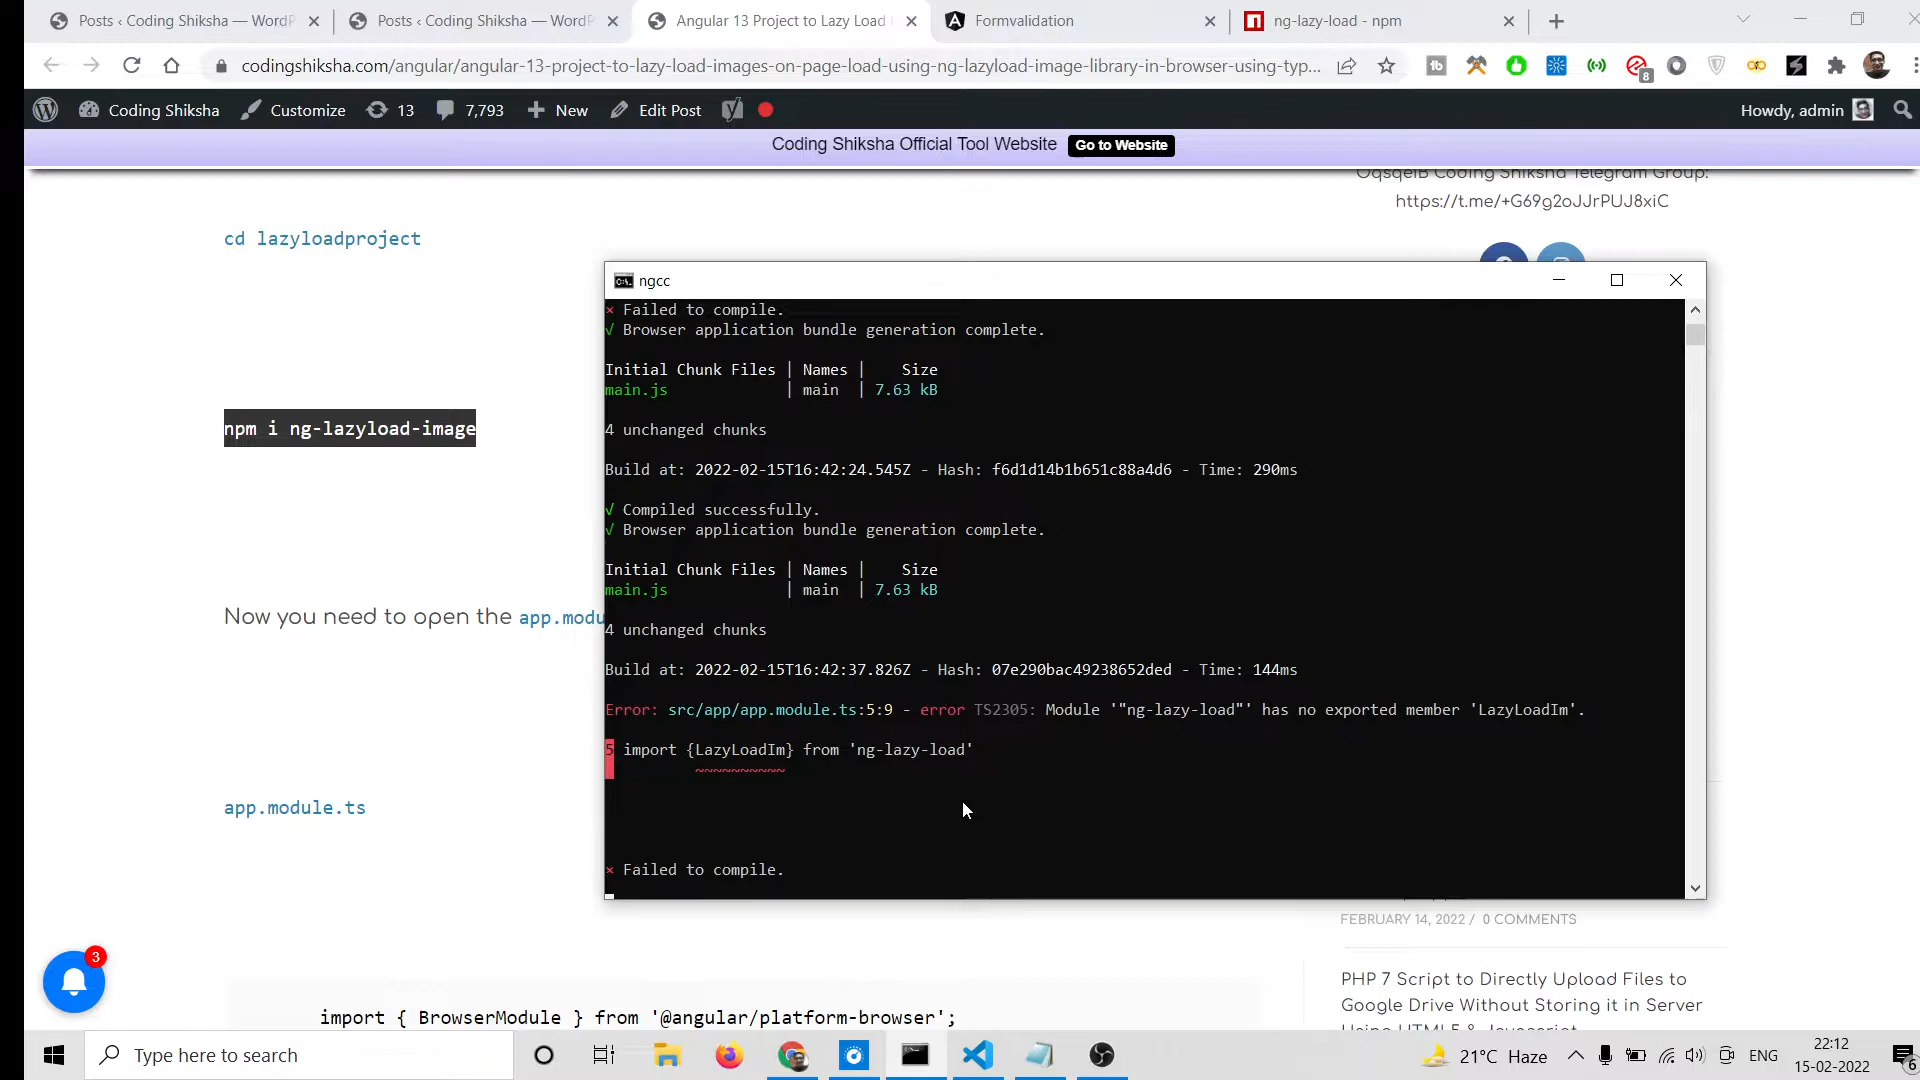 Posts ‹ Coding Shiksha — WordP
Posts ‹ Coding Shiksha — WordP
Angular 13 Project to Lazy Load
Formvalidation
ng-lazy-load - npm
codingshiksha.com/angular/angular-13-project-to-lazy-load-images-on-page-load-using-ng-lazyload-image-library-in-browser-using-typ...
8
Coding Shiksha
Customize
13
7,793
New
Edit Post
Howdy, admin
Coding Shiksha Official Tool Website
Go to Website
Coding Shiksha Telegram Group:
https://t.me/+G69g2oJJrPUJ8xiC
cd lazyloadproject
npm i ng-lazyload-image
Now you need to open the app.modu
app.module.ts
import { BrowserModule } from '@angular/platform-browser';
3
ngcc
× Failed to compile.
√ Browser application bundle generation complete.
Initial Chunk Files | Names | Size
main.js | main | 7.63 kB
4 unchanged chunks
Build at: 2022-02-15T16:42:24.545Z - Hash: f6d1d14b1b651c88a4d6 - Time: 290ms
√ Compiled successfully.
√ Browser application bundle generation complete.
Initial Chunk Files | Names | Size
main.js | main | 7.63 kB
4 unchanged chunks
Build at: 2022-02-15T16:42:37.826Z - Hash: 07e290bac49238652ded - Time: 144ms
Error: src/app/app.module.ts:5:9 - error TS2305: Module '"ng-lazy-load"' has no exported member 'LazyLoadIm'.
5 import {LazyLoadIm} from 'ng-lazy-load'
~~~~~~~~~~
× Failed to compile.
FEBRUARY 14, 2022 / 0 COMMENTS
PHP 7 Script to Directly Upload Files to
Google Drive Without Storing it in Server
Using HTML5 & Javascript
Type here to search
21°C Haze
ENG
22:12
15-02-2022
6